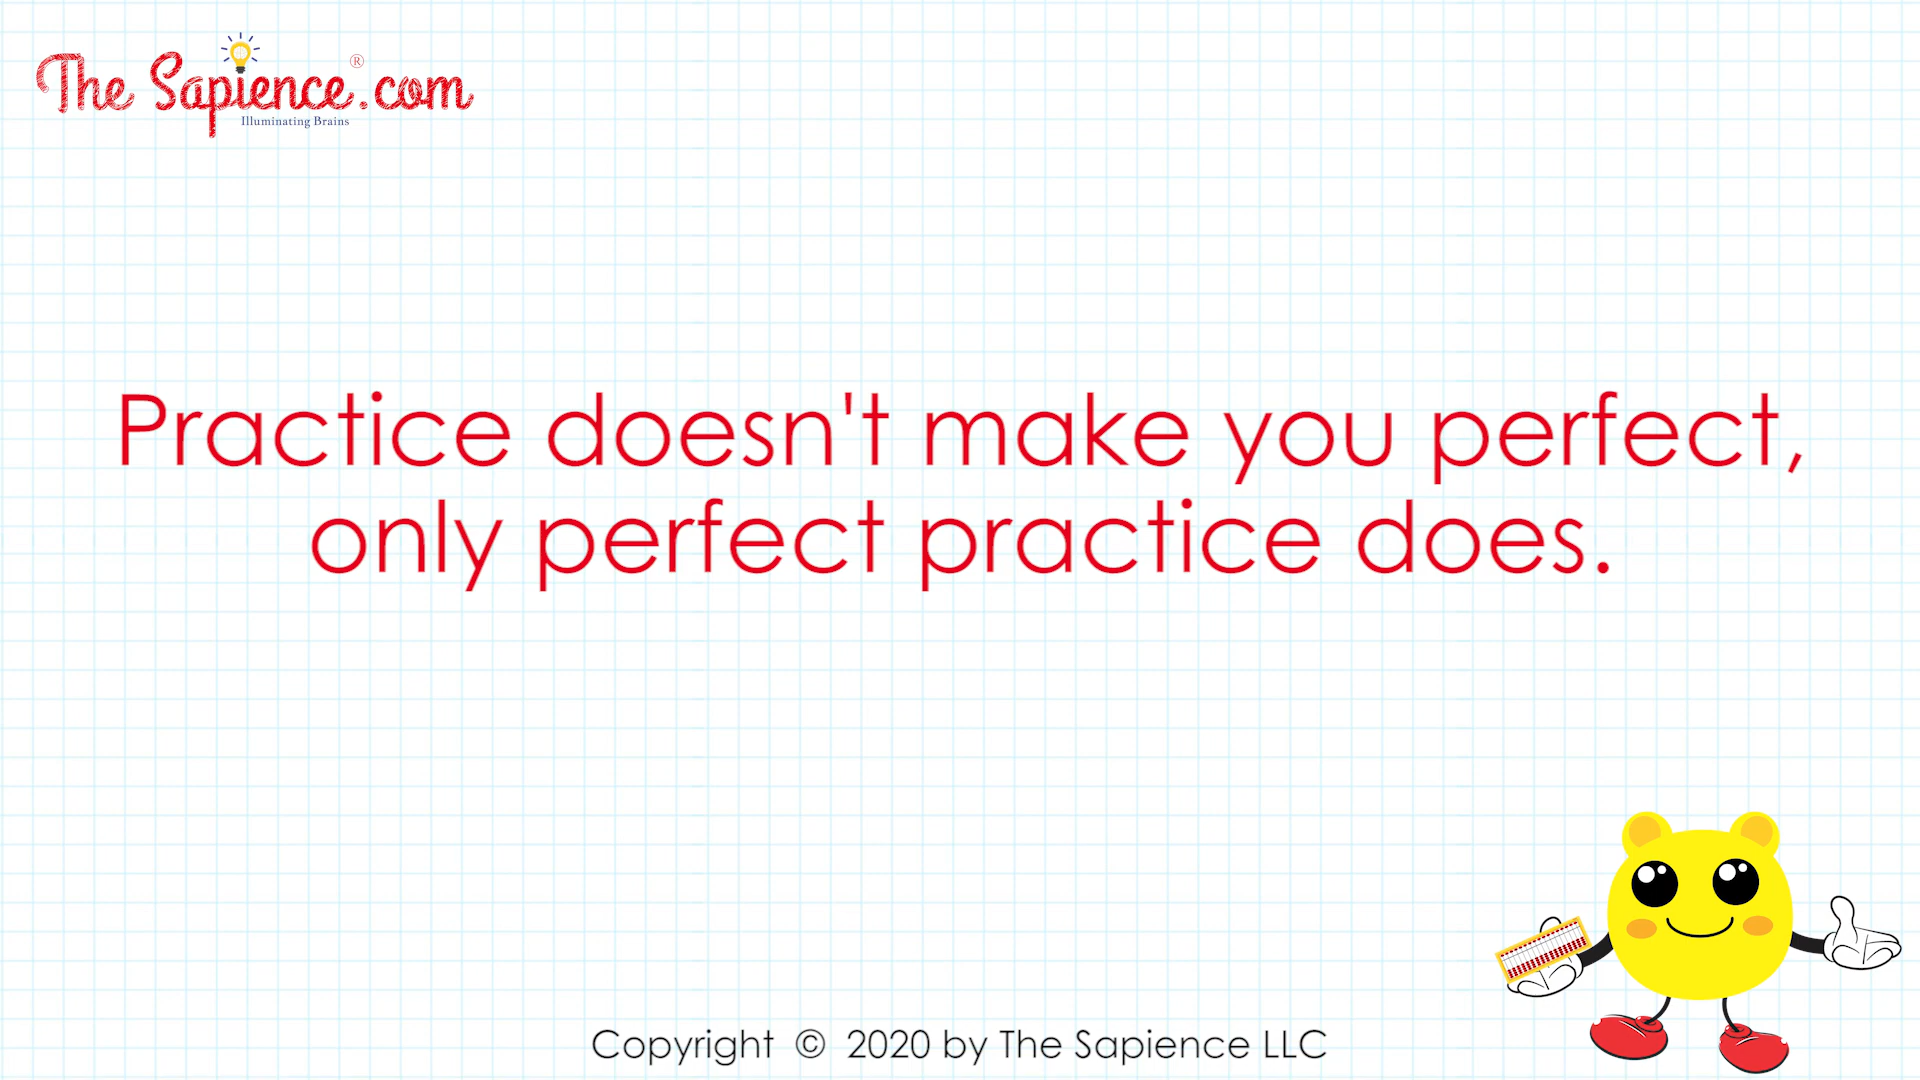 The Sapience®.com
Illuminating Brains
Practice doesn't make you perfect,
only perfect practice does.
Copyright © 2020 by The Sapience LLC